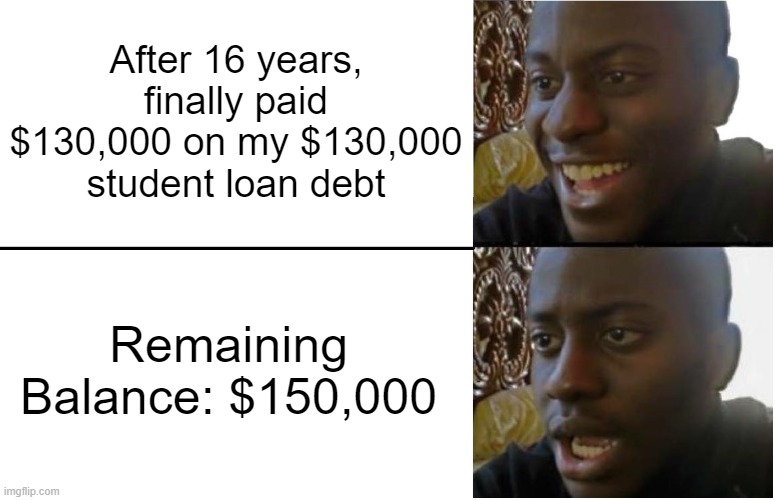 After 16 years,
finally paid
$130,000 on my $130,000
student loan debt
Remaining
Balance: $150,000
imgflip.com